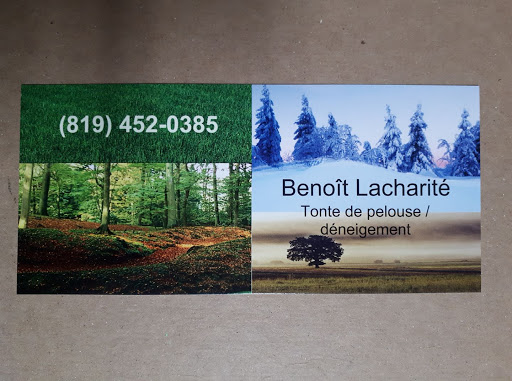 (819) 452-0385
Benoît Lacharité
Tonte de pelouse /
déneigement